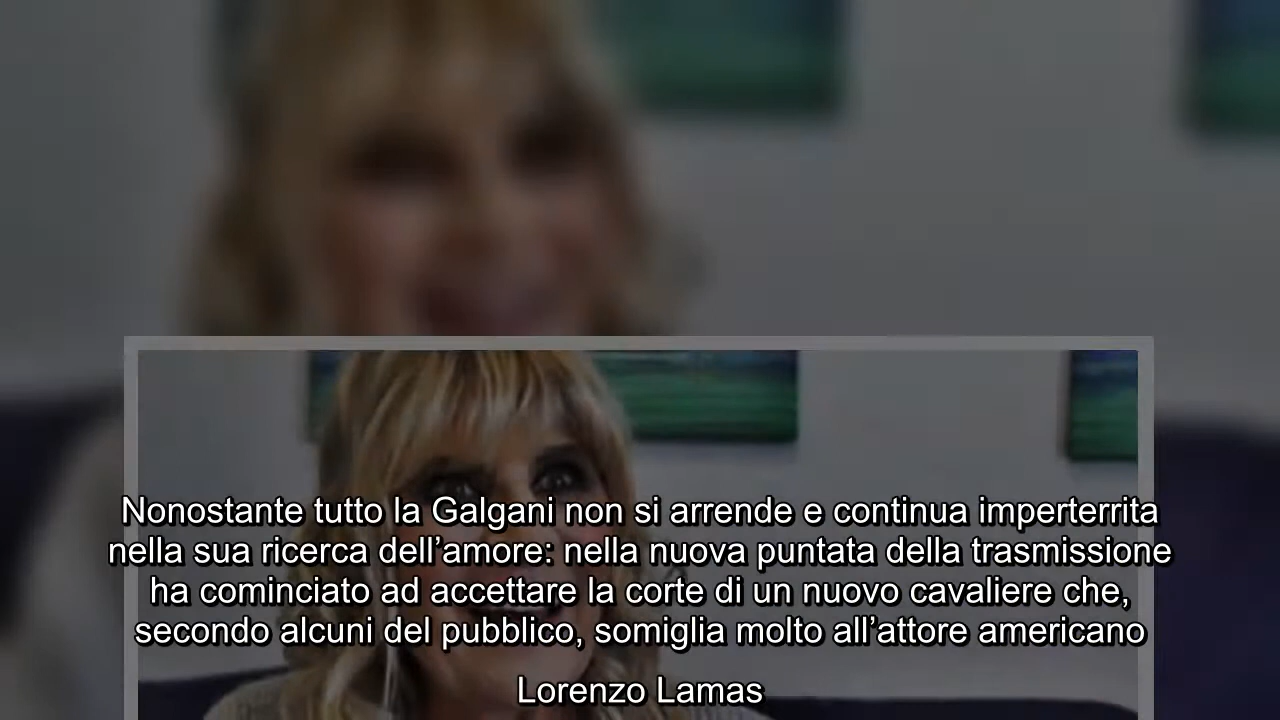 Nonostante tutto la Galgani non si arrende e continua imperterrita
nella sua ricerca dell’amore: nella nuova puntata della trasmissione
ha cominciato ad accettare la corte di un nuovo cavaliere che,
secondo alcuni del pubblico, somiglia molto all’attore americano
Lorenzo Lamas